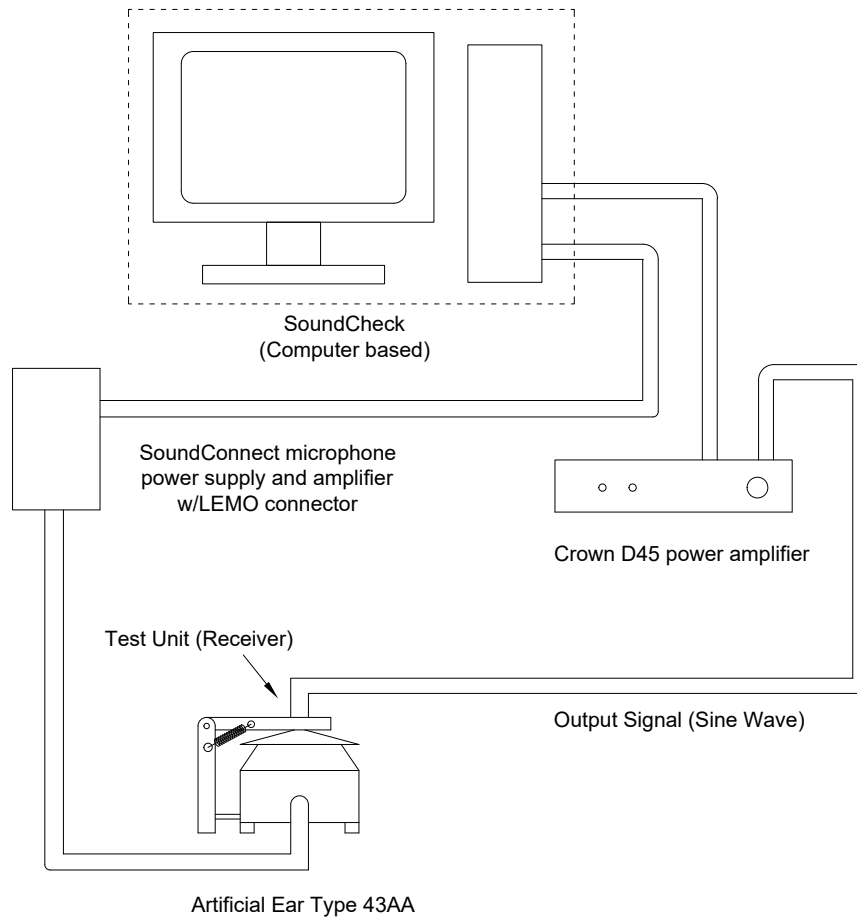 SoundCheck
(Computer based)
SoundConnect microphone
power supply and amplifier
w/LEMO connector
Crown D45 power amplifier
Test Unit (Receiver)
Output Signal (Sine Wave)
Artificial Ear Type 43AA